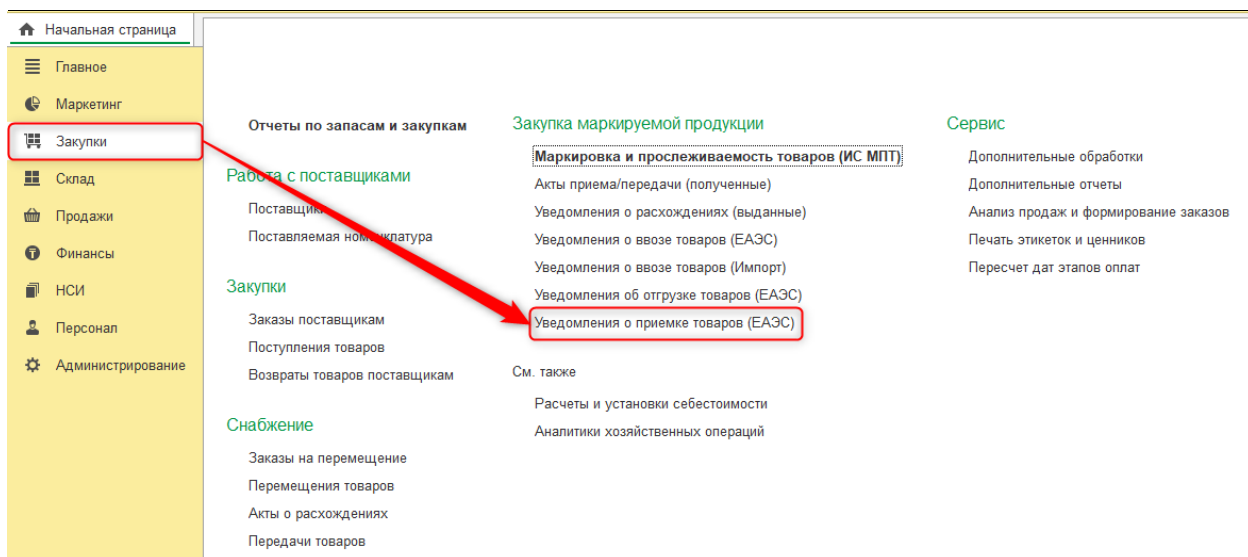 Начальная страница
Главное
Маркетинг
Закупки
Склад
Продажи
Финансы
НСИ
Персонал
Администрирование
Отчеты по запасам и закупкам
Работа с поставщиками
Поставщики
Поставляемая номенклатура
Закупки
Заказы поставщикам
Поступления товаров
Возвраты товаров поставщикам
Снабжение
Заказы на перемещение
Перемещения товаров
Акты о расхождениях
Передачи товаров
Закупка маркируемой продукции
Маркировка и прослеживаемость товаров (ИС МПТ)
Акты приема/передачи (полученные)
Уведомления о расхождениях (выданные)
Уведомления о ввозе товаров (ЕАЭС)
Уведомления о ввозе товаров (Импорт)
Уведомления об отгрузке товаров (ЕАЭС)
Уведомления о приемке товаров (ЕАЭС)
См. также
Расчеты и установки себестоимости
Аналитики хозяйственных операций
Сервис
Дополнительные обработки
Дополнительные отчеты
Анализ продаж и формирование заказов
Печать этикеток и ценников
Пересчет дат этапов оплат